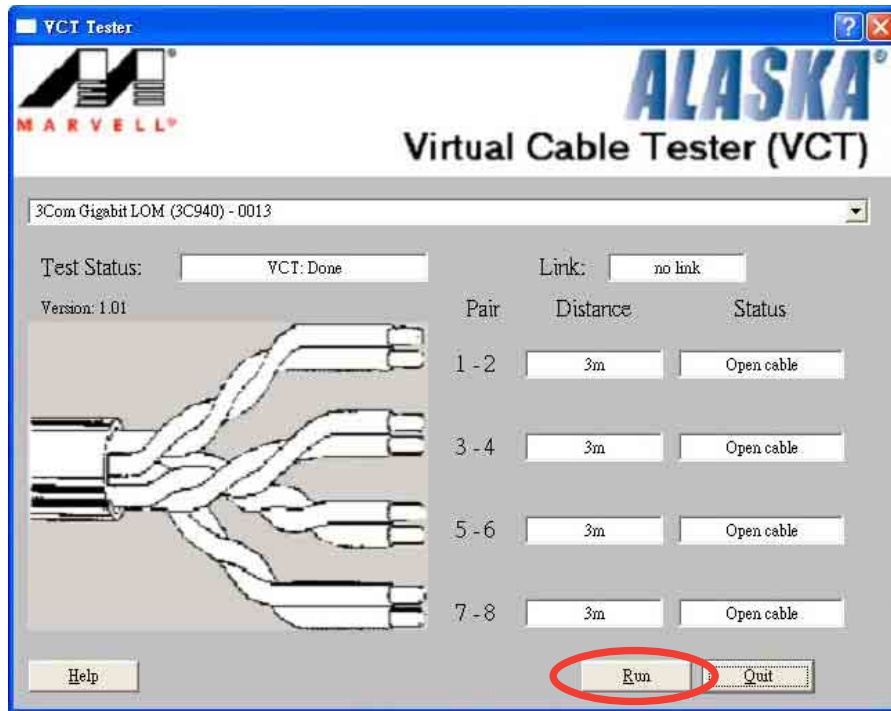 VCT Tester
MARVELL®
ALASKA®
Virtual Cable Tester (VCT)
3Com Gigabit LOM (3C940) - 0013
Test Status: VCT: Done Link: no link
Version: 1.01
Pair Distance Status
1 - 2 3m Open cable
3 - 4 3m Open cable
5 - 6 3m Open cable
7 - 8 3m Open cable
Help Run Quit